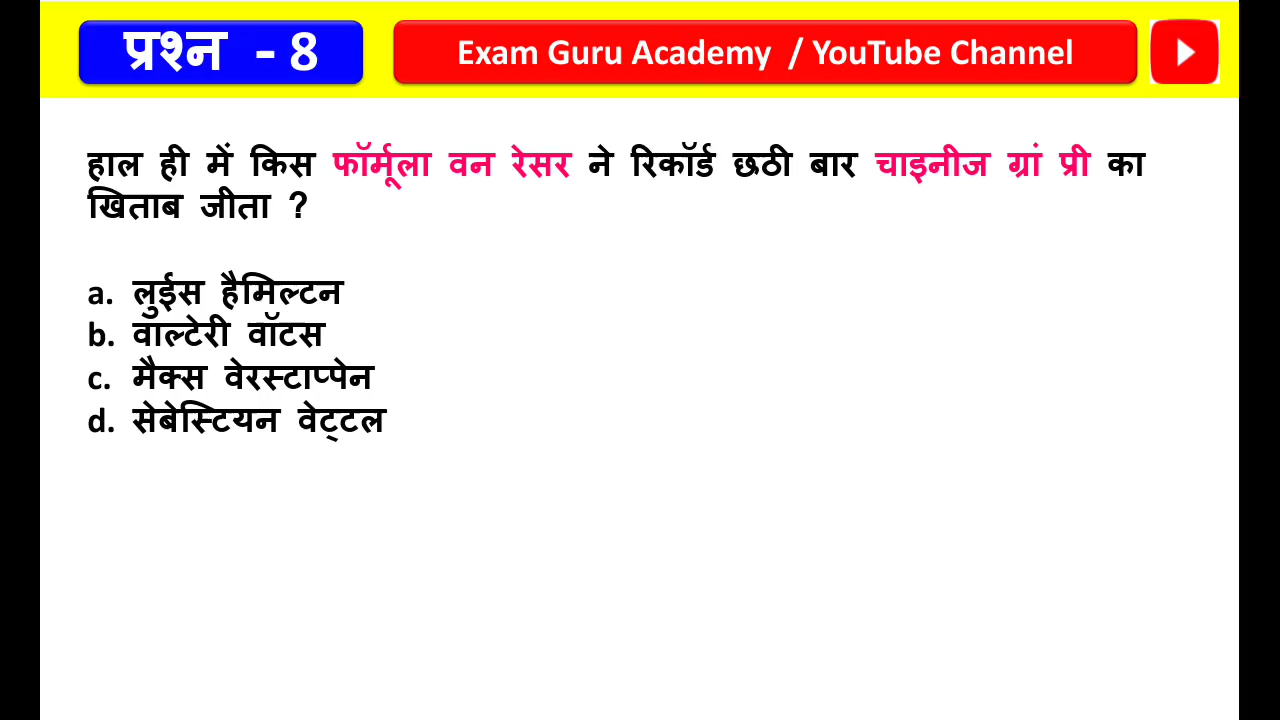 प्रश्न - 8
Exam Guru Academy / YouTube Channel
हाल ही में किस फॉर्मूला वन रेसर ने रिकॉर्ड छठी बार चाइनीज ग्रां प्री का
खिताब जीता ?
a. लुईस हैमिल्टन
b. वाल्टेरी वॉटस
c. मैक्स वेरस्टाप्पेन
d. सेबेस्टियन वेट्टल